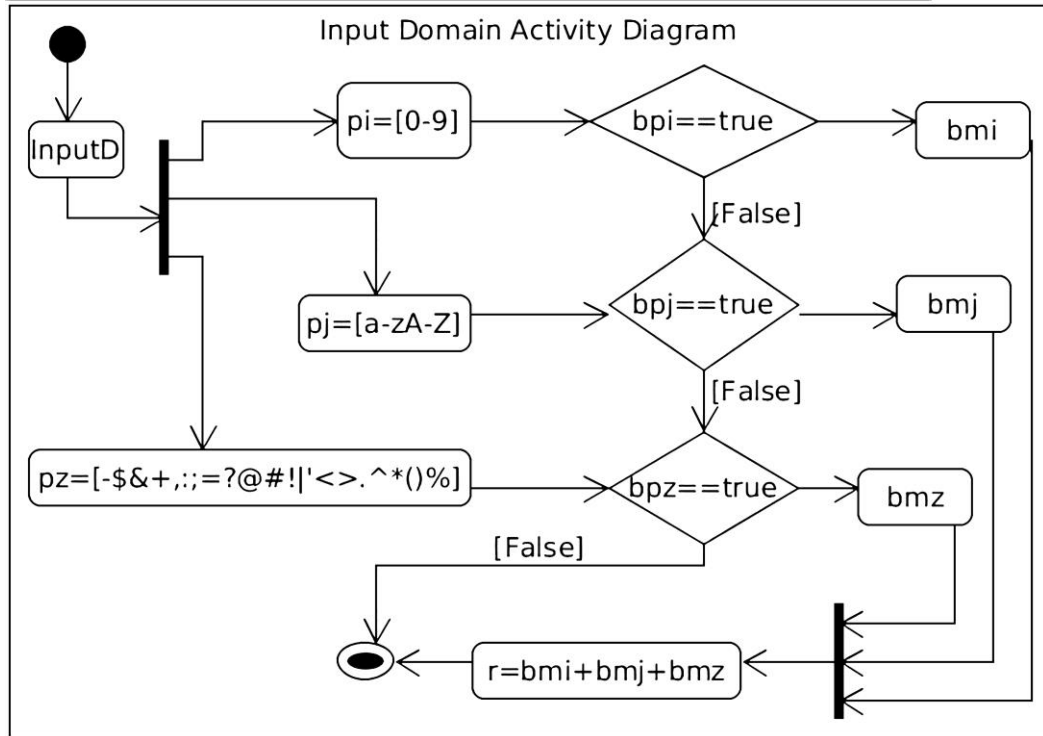 Input Domain Activity Diagram
InputD
pi=[0-9]
bpi==true
bmi
[False]
pj=[a-zA-Z]
bpj==true
bmj
[False]
pz=[-$&+,:;=?@#!|'<>.^*()%]
bpz==true
bmz
[False]
r=bmi+bmj+bmz